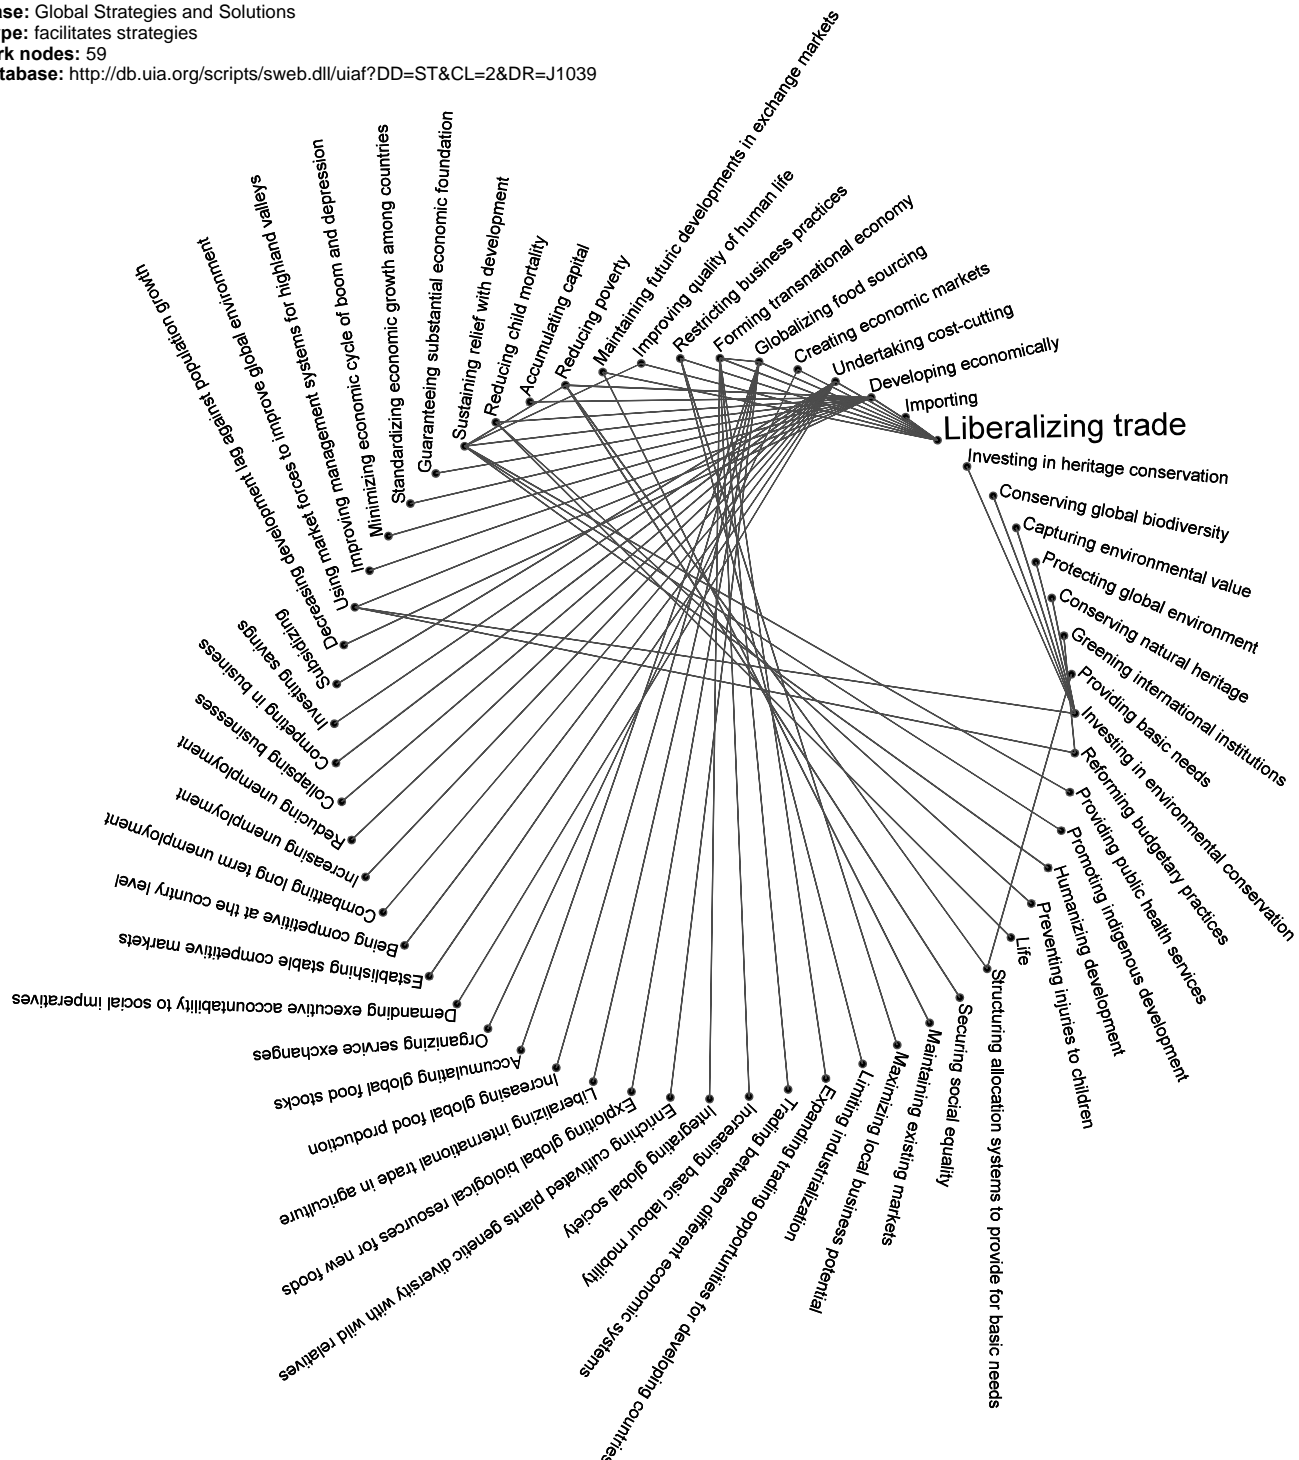 ase: Global Strategies and Solutions
pe: facilitates strategies
rk nodes: 59
tabase: http://db.uia.org/scripts/sweb.dll/uiaf?DD=ST&CL=2&DR=J1039
Liberalizing trade
Importing
Developing economically
Undertaking cost-cutting
Creating economic markets
Globalizing food sourcing
Forming transnational economy
Restricting business practices
Improving quality of human life
Maintaining futuric developments in exchange markets
Reducing poverty
Accumulating capital
Reducing child mortality
Sustaining relief with development
Guaranteeing substantial economic foundation
Standardizing economic growth among countries
Minimizing economic cycle of boom and depression
Improving management systems for highland valleys
Using market forces to improve global environment
Decreasing development lag against population growth
Subsidizing
Investing savings
Competing in business
Collapsing businesses
Reducing unemployment
Increasing unemployment
Combatting long term unemployment
Being competitive at the country level
Establishing stable competitive markets
Demanding executive accountability to social imperatives
Organizing service exchanges
Accumulating global food stocks
Increasing global food production
Liberalizing international trade in agriculture
Exploiting global biological resources for new foods
Enriching cultivated plants genetic diversity with wild relatives
Integrating global society
Increasing basic labour mobility
Trading between different economic systems
Expanding trading opportunities for developing countries
Limiting industrialization
Maximizing local business potential
Maintaining existing markets
Securing social equality
Structuring allocation systems to provide for basic needs
Life
Preventing injuries to children
Humanizing development
Promoting indigenous development
Providing public health services
Reforming budgetary practices
Investing in environmental conservation
Providing basic needs
Greening international institutions
Conserving natural heritage
Protecting global environment
Capturing environmental value
Conserving global biodiversity
Investing in heritage conservation